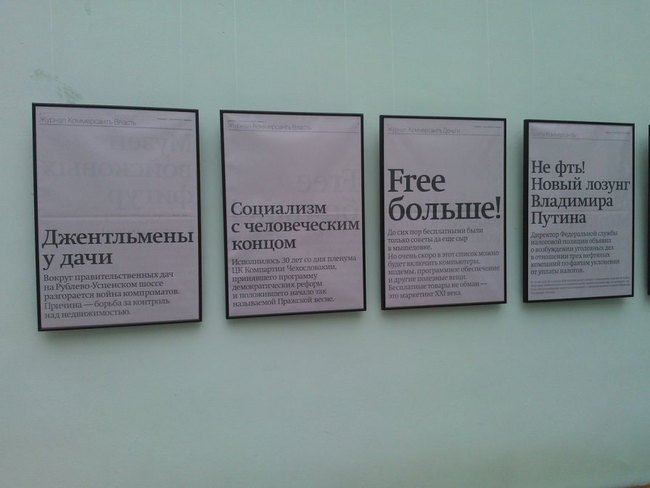 Журнал Коммерсантъ Власть
Джентльмены
у дачи
Вокруг правительственных дач
на Рублево-Успенском шоссе
разгорается война компроматов.
Причина — борьба за контроль
над недвижимостью.
Журнал Коммерсантъ Власть
Социализм
с человеческим
концом
Исполнилось 30 лет со дня пленума
ЦК Компартии Чехословакии,
принявшего программу
демократических реформ
и положившего начало так
называемой Пражской весне.
Журнал Коммерсантъ Деньги
Free
больше!
До сих пор бесплатными были
только советы да еще сыр
в мышеловке.
Но очень скоро в этот список можно
будет включить компьютеры,
модемы, программное обеспечение
и другие полезные вещи.
Бесплатные товары не обман —
это маркетинг XXI века.
Не фть!
Новый лозунг
Владимира
Путина
Директор Федеральной службы
налоговой полиции объявил
о возбуждении уголовных дел
в отношении трех нефтяных
компаний по фактам уклонения
от уплаты налогов.